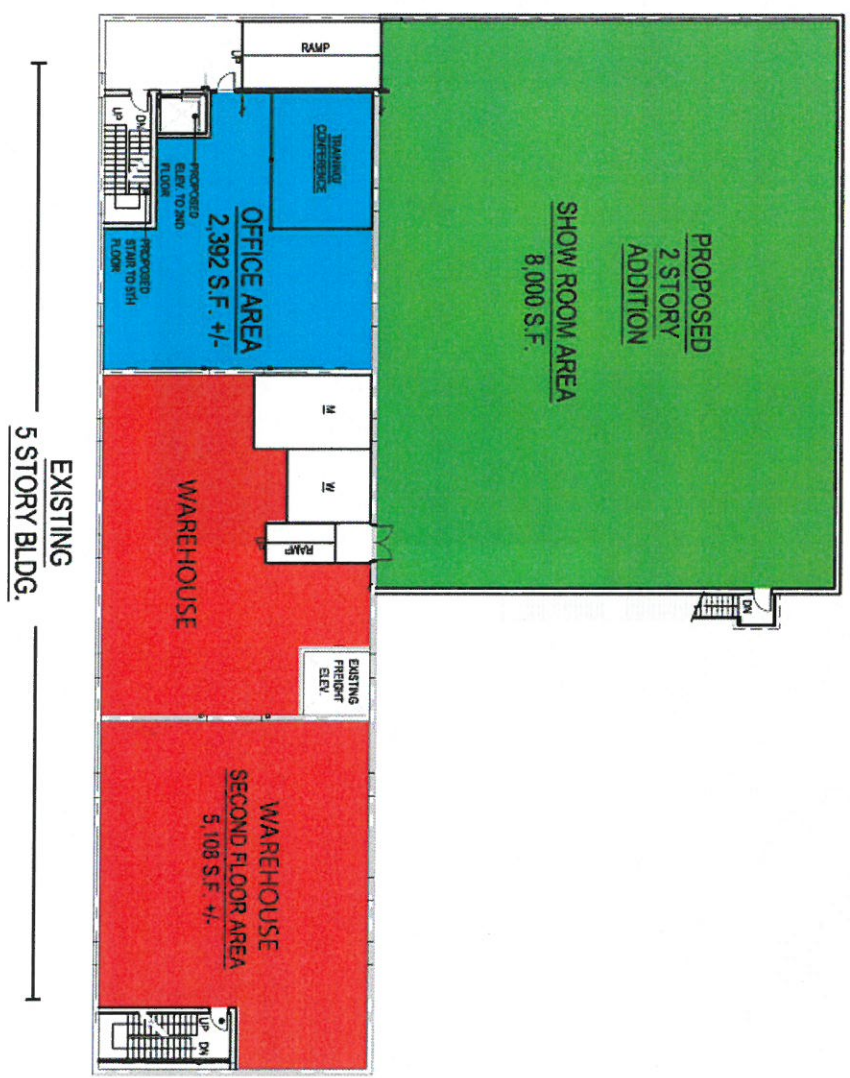 RAMP
UP
PROPOSED
2 STORY
ADDITION
SHOW ROOM AREA
8,000 S.F.
TRAINING/
CONFERENCE
UP
DN
PROPOSED
ELEV. TO 2ND
FLOOR
PROPOSED
STAIR TO 5TH
FLOOR
OFFICE AREA
2,392 S.F. +/-
M
W
RAMP
UP
WAREHOUSE
EXISTING
FREIGHT
ELEV.
DN
WAREHOUSE
SECOND FLOOR AREA
5,108 S.F. +/-
UP
DN
EXISTING
5 STORY BLDG.